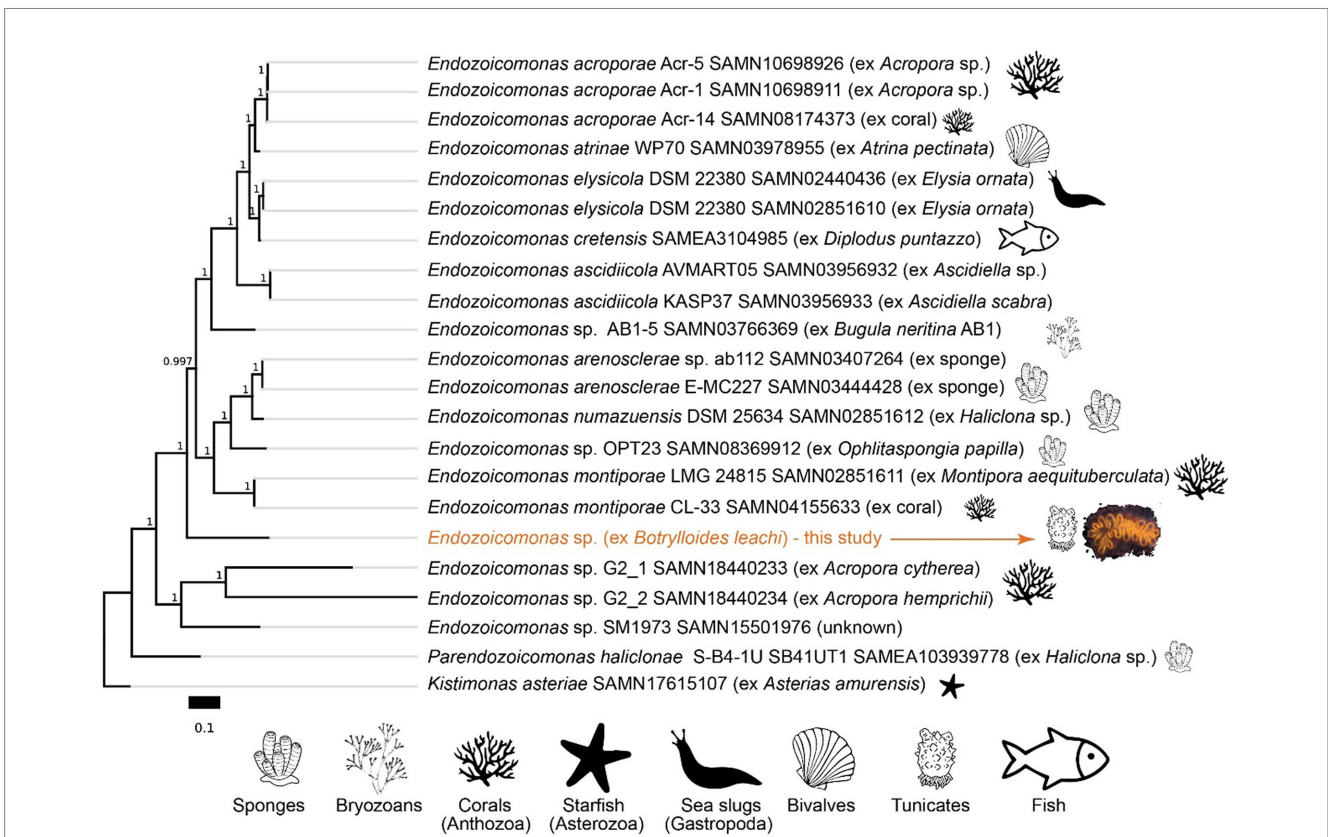 Endozoicomonas acroporae Acr-5 SAMN10698926 (ex Acropora sp.)
Endozoicomonas acroporae Acr-1 SAMN10698911 (ex Acropora sp.)
Endozoicomonas acroporae Acr-14 SAMN08174373 (ex coral)
Endozoicomonas atrinae WP70 SAMN03978955 (ex Atrina pectinata)
Endozoicomonas elysicola DSM 22380 SAMN02440436 (ex Elysia ornata)
Endozoicomonas elysicola DSM 22380 SAMN02851610 (ex Elysia ornata)
Endozoicomonas cretensis SAMEA3104985 (ex Diplodus puntazzo)
Endozoicomonas ascidiicola AVMART05 SAMN03956932 (ex Ascidiella sp.)
Endozoicomonas ascidiicola KASP37 SAMN03956933 (ex Ascidiella scabra)
Endozoicomonas sp. AB1-5 SAMN03766369 (ex Bugula neritina AB1)
Endozoicomonas arenosclerae sp. ab112 SAMN03407264 (ex sponge)
Endozoicomonas arenosclerae E-MC227 SAMN03444428 (ex sponge)
Endozoicomonas numazuensis DSM 25634 SAMN02851612 (ex Haliclona sp.)
Endozoicomonas sp. OPT23 SAMN08369912 (ex Ophlitaspongia papilla)
Endozoicomonas montiporae LMG 24815 SAMN02851611 (ex Montipora aequituberculata)
Endozoicomonas montiporae CL-33 SAMN04155633 (ex coral)
Endozoicomonas sp. (ex Botrylloides leachi) - this study
Endozoicomonas sp. G2_1 SAMN18440233 (ex Acropora cytherea)
Endozoicomonas sp. G2_2 SAMN18440234 (ex Acropora hemprichii)
Endozoicomonas sp. SM1973 SAMN15501976 (unknown)
Parendozoicomonas haliclonae S-B4-1U SB41UT1 SAMEA103939778 (ex Haliclona sp.)
Kistimonas asteriae SAMN17615107 (ex Asterias amurensis)
1
1
1
1
1
1
1
1
1
1
0.997
1
1
1
1
1
1
1
1
1
0.1
Sponges
Bryozoans
Corals
(Anthozoa)
Starfish
(Asterozoa)
Sea slugs
(Gastropoda)
Bivalves
Tunicates
Fish